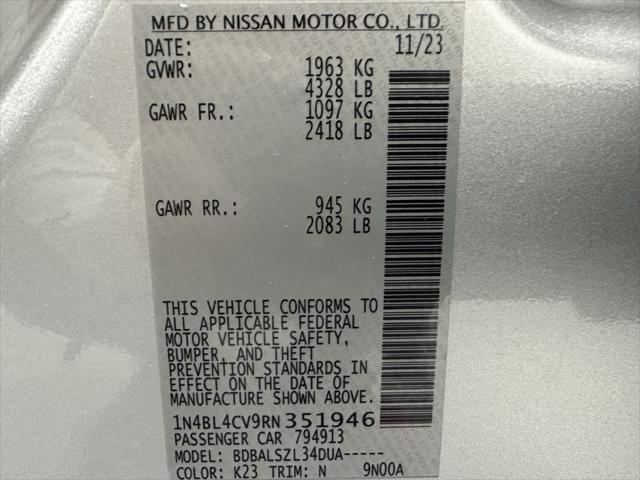 MFD BY NISSAN MOTOR CO., LTD.
DATE: 11/23
GVWR: 1963 KG
4328 LB
GAWR FR.: 1097 KG
2418 LB
GAWR RR.: 945 KG
2083 LB
THIS VEHICLE CONFORMS TO
ALL APPLICABLE FEDERAL
MOTOR VEHICLE SAFETY,
BUMPER, AND THEFT
PREVENTION STANDARDS IN
EFFECT ON THE DATE OF
MANUFACTURE SHOWN ABOVE.
1N4BL4CV9RN351946
PASSENGER CAR 794913
MODEL: BDBALSZL34DUA-----
COLOR: K23 TRIM: N 9N00A